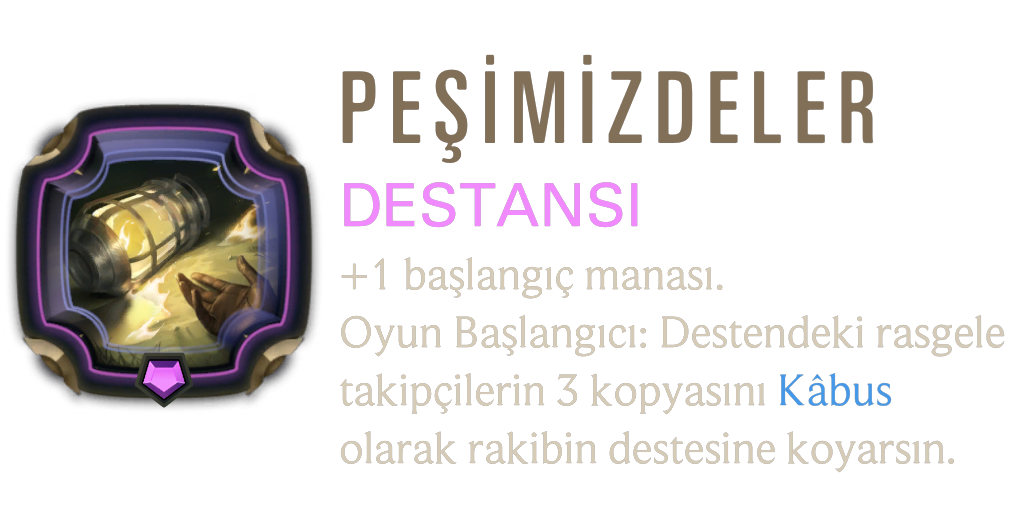 PEŞİMİZDELER
DESTANSI
+1 başlangıç manası.
Oyun Başlangıcı: Destendeki rasgele
takipçilerin 3 kopyasını Kâbus
olarak rakibin destesine koyarsın.